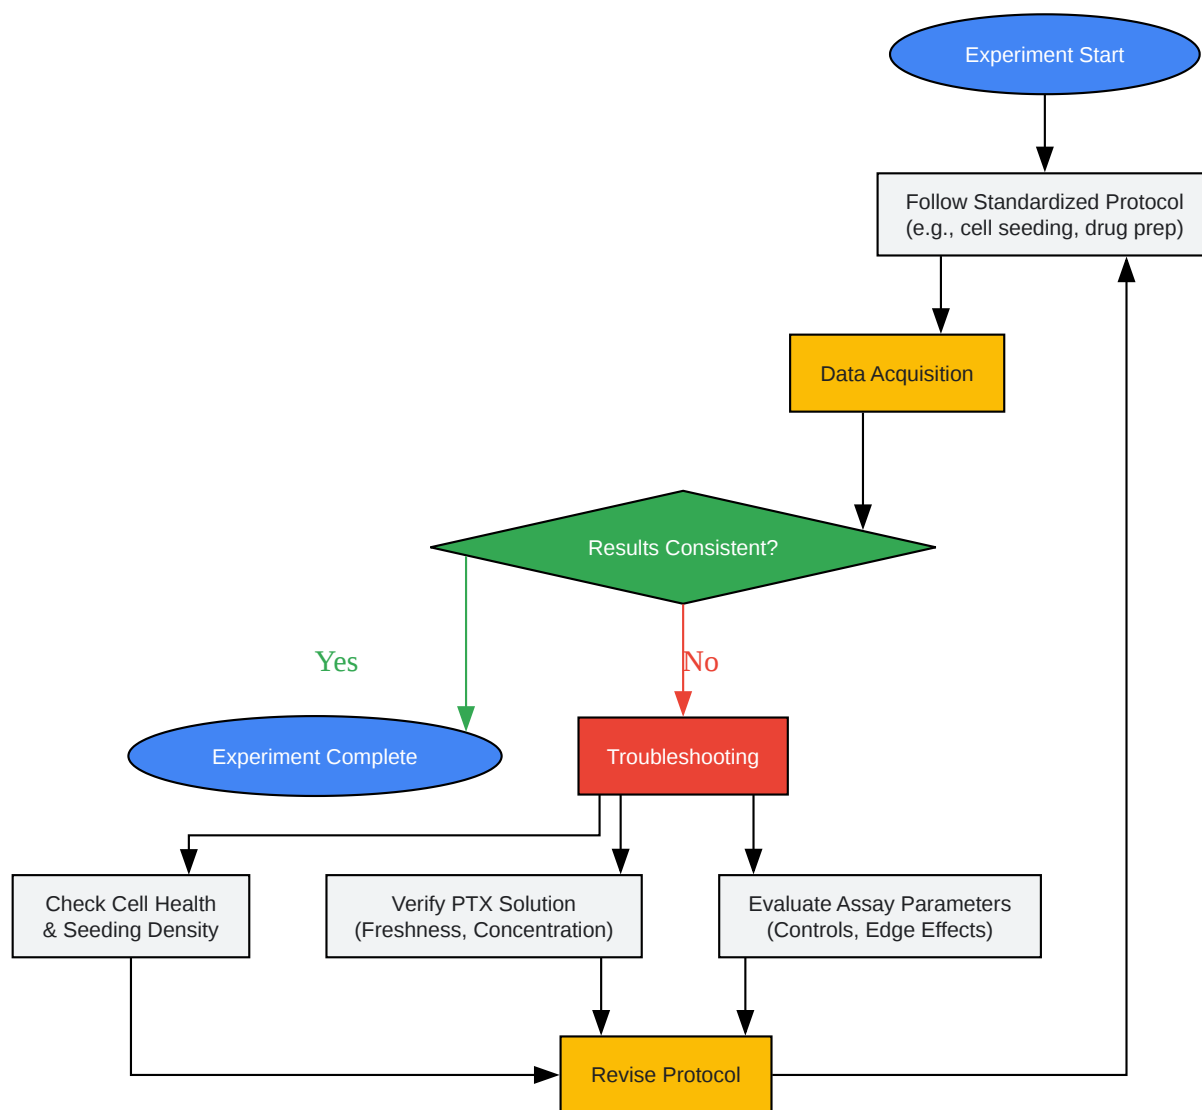 Experiment Start
Follow Standardized Protocol
(e.g., cell seeding, drug prep)
Data Acquisition
Results Consistent?
Yes
No
Experiment Complete
Troubleshooting
Check Cell Health
& Seeding Density
Verify PTX Solution
(Freshness, Concentration)
Evaluate Assay Parameters
(Controls, Edge Effects)
Revise Protocol